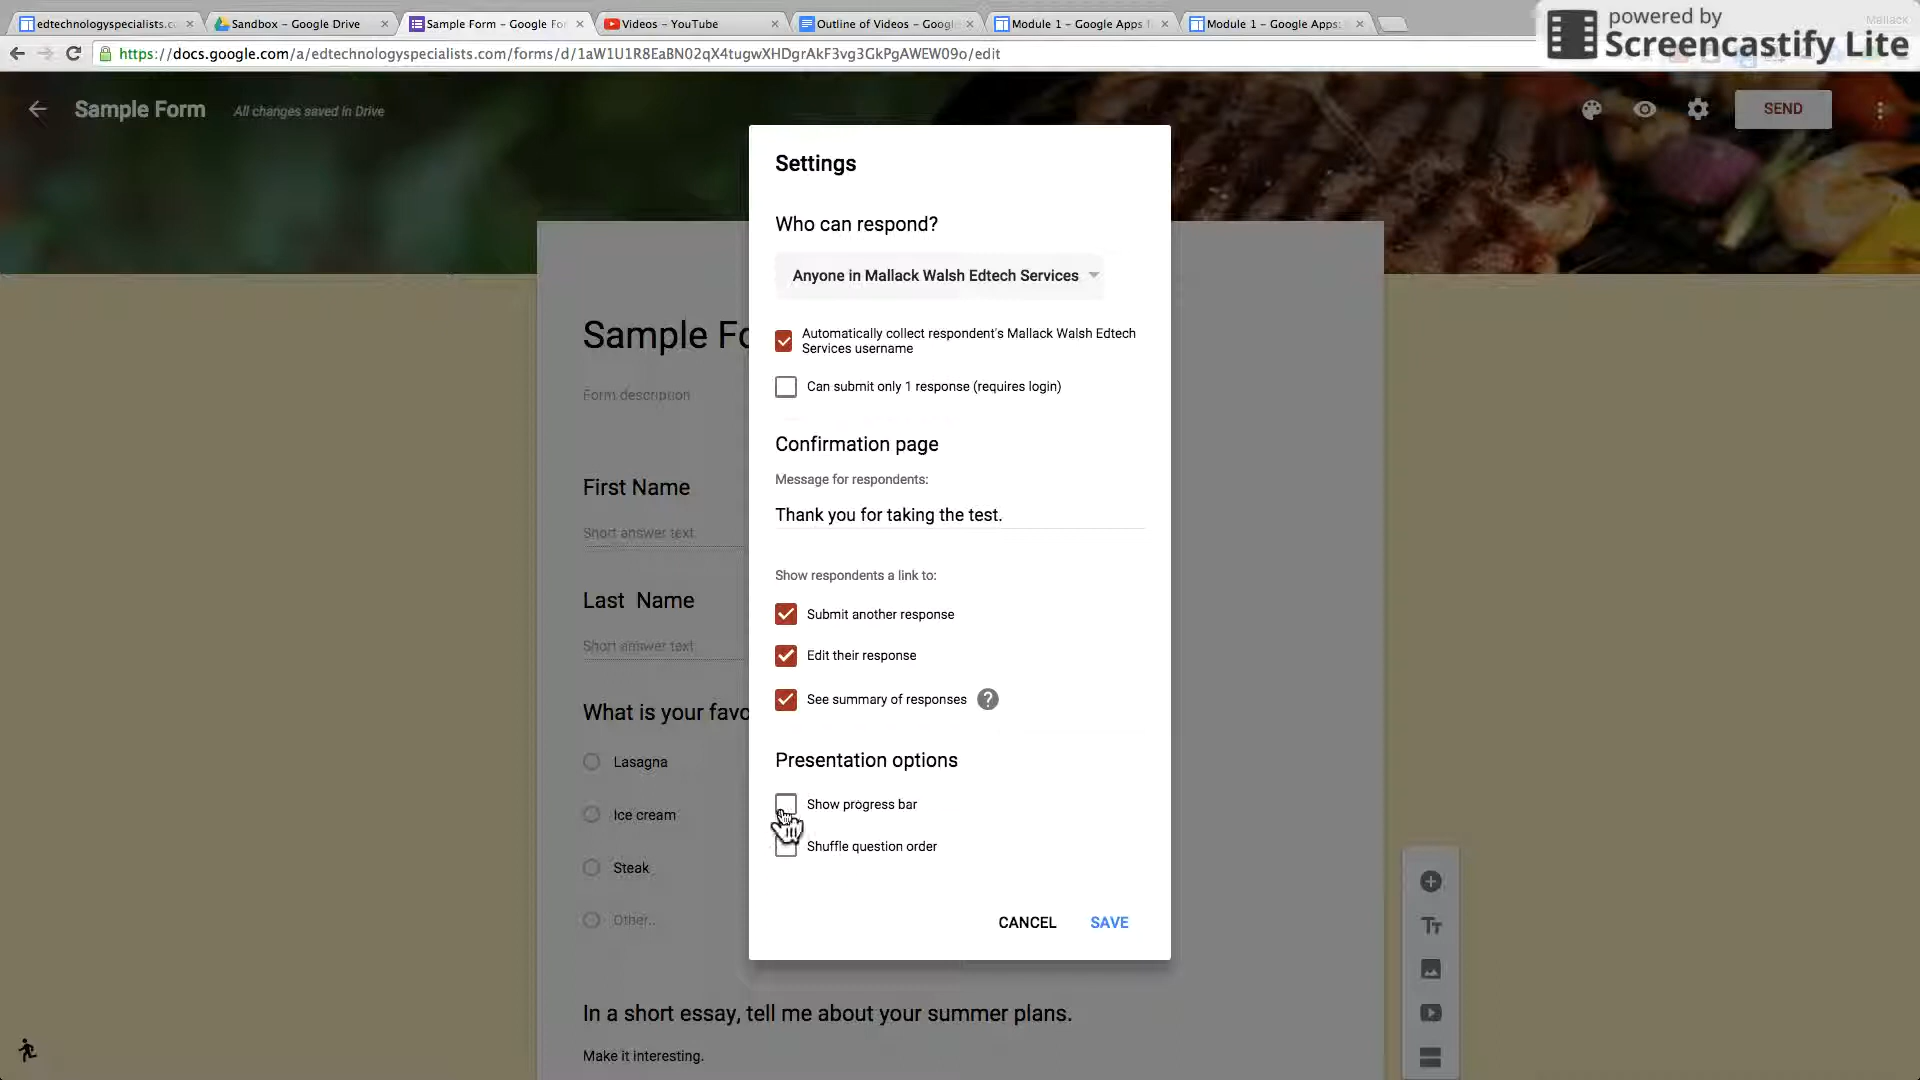 edtechnologyspecialists.c
Sandbox – Google Drive
Sample Form – Google Fo
Videos – YouTube
Outline of Videos – Google
Module 1 – Google Apps f
Module 1 – Google Apps:
Mallack
powered by
Screencastify Lite
https://docs.google.com/a/edtechnologyspecialists.com/forms/d/1aW1U1R8EaBN02qX4tugwXHDgrAkF3vg3GkPgAWEW09o/edit
Sample Form
All changes saved in Drive
SEND
Settings
Who can respond?
Anyone in Mallack Walsh Edtech Services
Automatically collect respondent's Mallack Walsh Edtech
Services username
Can submit only 1 response (requires login)
Confirmation page
Message for respondents:
Thank you for taking the test.
Show respondents a link to:
Submit another response
Edit their response
See summary of responses
?
Presentation options
Show progress bar
Shuffle question order
CANCEL
SAVE
Sample Fo
Form description
First Name
Short answer text
Last Name
Short answer text
What is your favo
Lasagna
Ice cream
Steak
Other..
In a short essay, tell me about your summer plans.
Make it interesting.
Tт